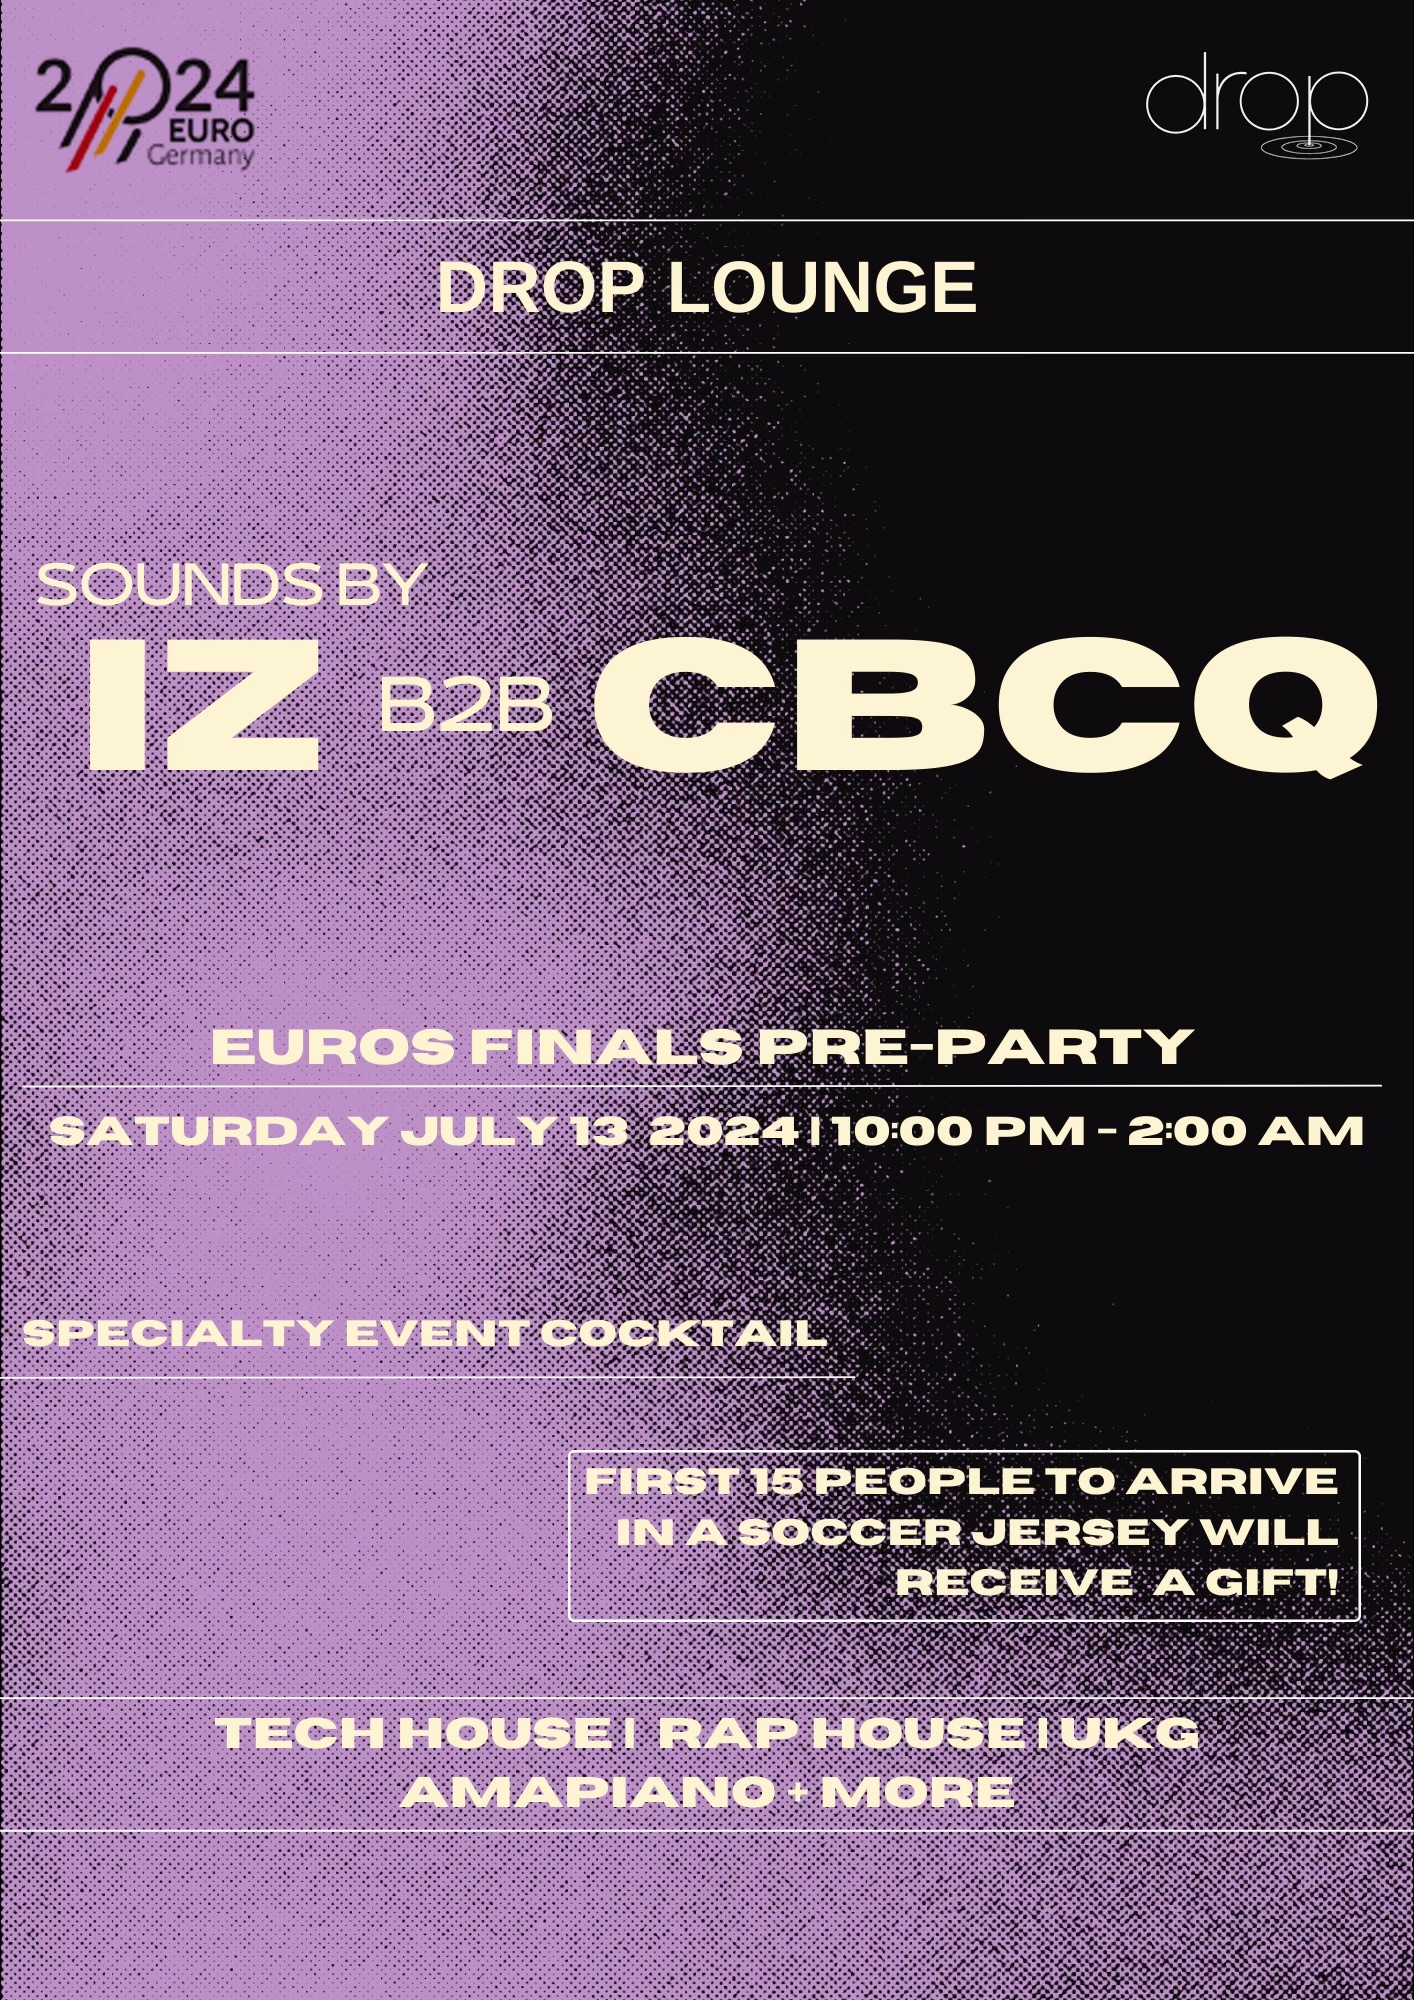 2024
EURO
Germany
drop
DROP LOUNGE
SOUNDS BY
IZ B2B CBCQ
EUROS FINALS PRE-PARTY
SATURDAY JULY 13 2024 | 10:00 PM - 2:00 AM
SPECIALTY EVENT COCKTAIL
FIRST 15 PEOPLE TO ARRIVE
IN A SOCCER JERSEY WILL
RECEIVE A GIFT!
TECH HOUSE | RAP HOUSE | UKG
AMAPIANO + MORE